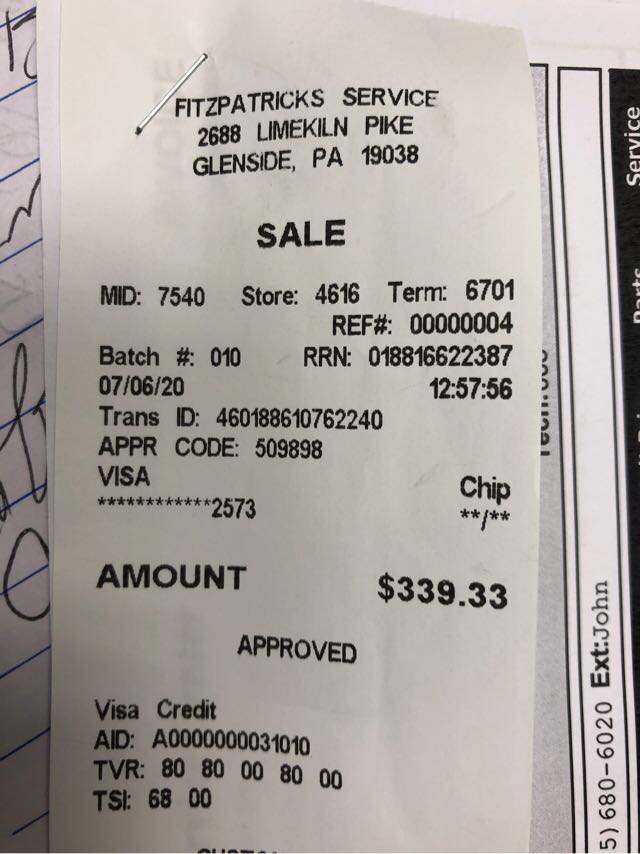 FITZPATRICKS SERVICE
2688 LIMEKILN PIKE
GLENSIDE, PA 19038
SALE
MID: 7540 Store: 4616 Term: 6701
REF#: 00000004
Batch #: 010 RRN: 018816622387
07/06/20 12:57:56
Trans ID: 460188610762240
APPR CODE: 509898
VISA Chip
************2573 **/**
AMOUNT $339.33
APPROVED
Visa Credit
AID: A0000000031010
TVR: 80 80 00 80 00
TSI: 68 00
5) 680-6020 Ext:John
Service
Parts